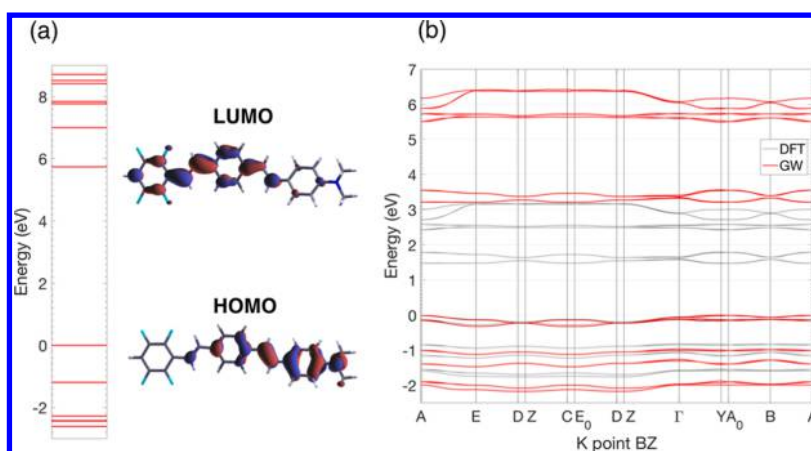 (a)
8
6
4
2
0
-2
Energy (eV)
LUMO
HOMO
(b)
7
6
5
4
3
2
1
0
-1
-2
Energy (eV)
DFT
GW
A E D Z C E0 D Z Γ Y A0 B A
K point BZ